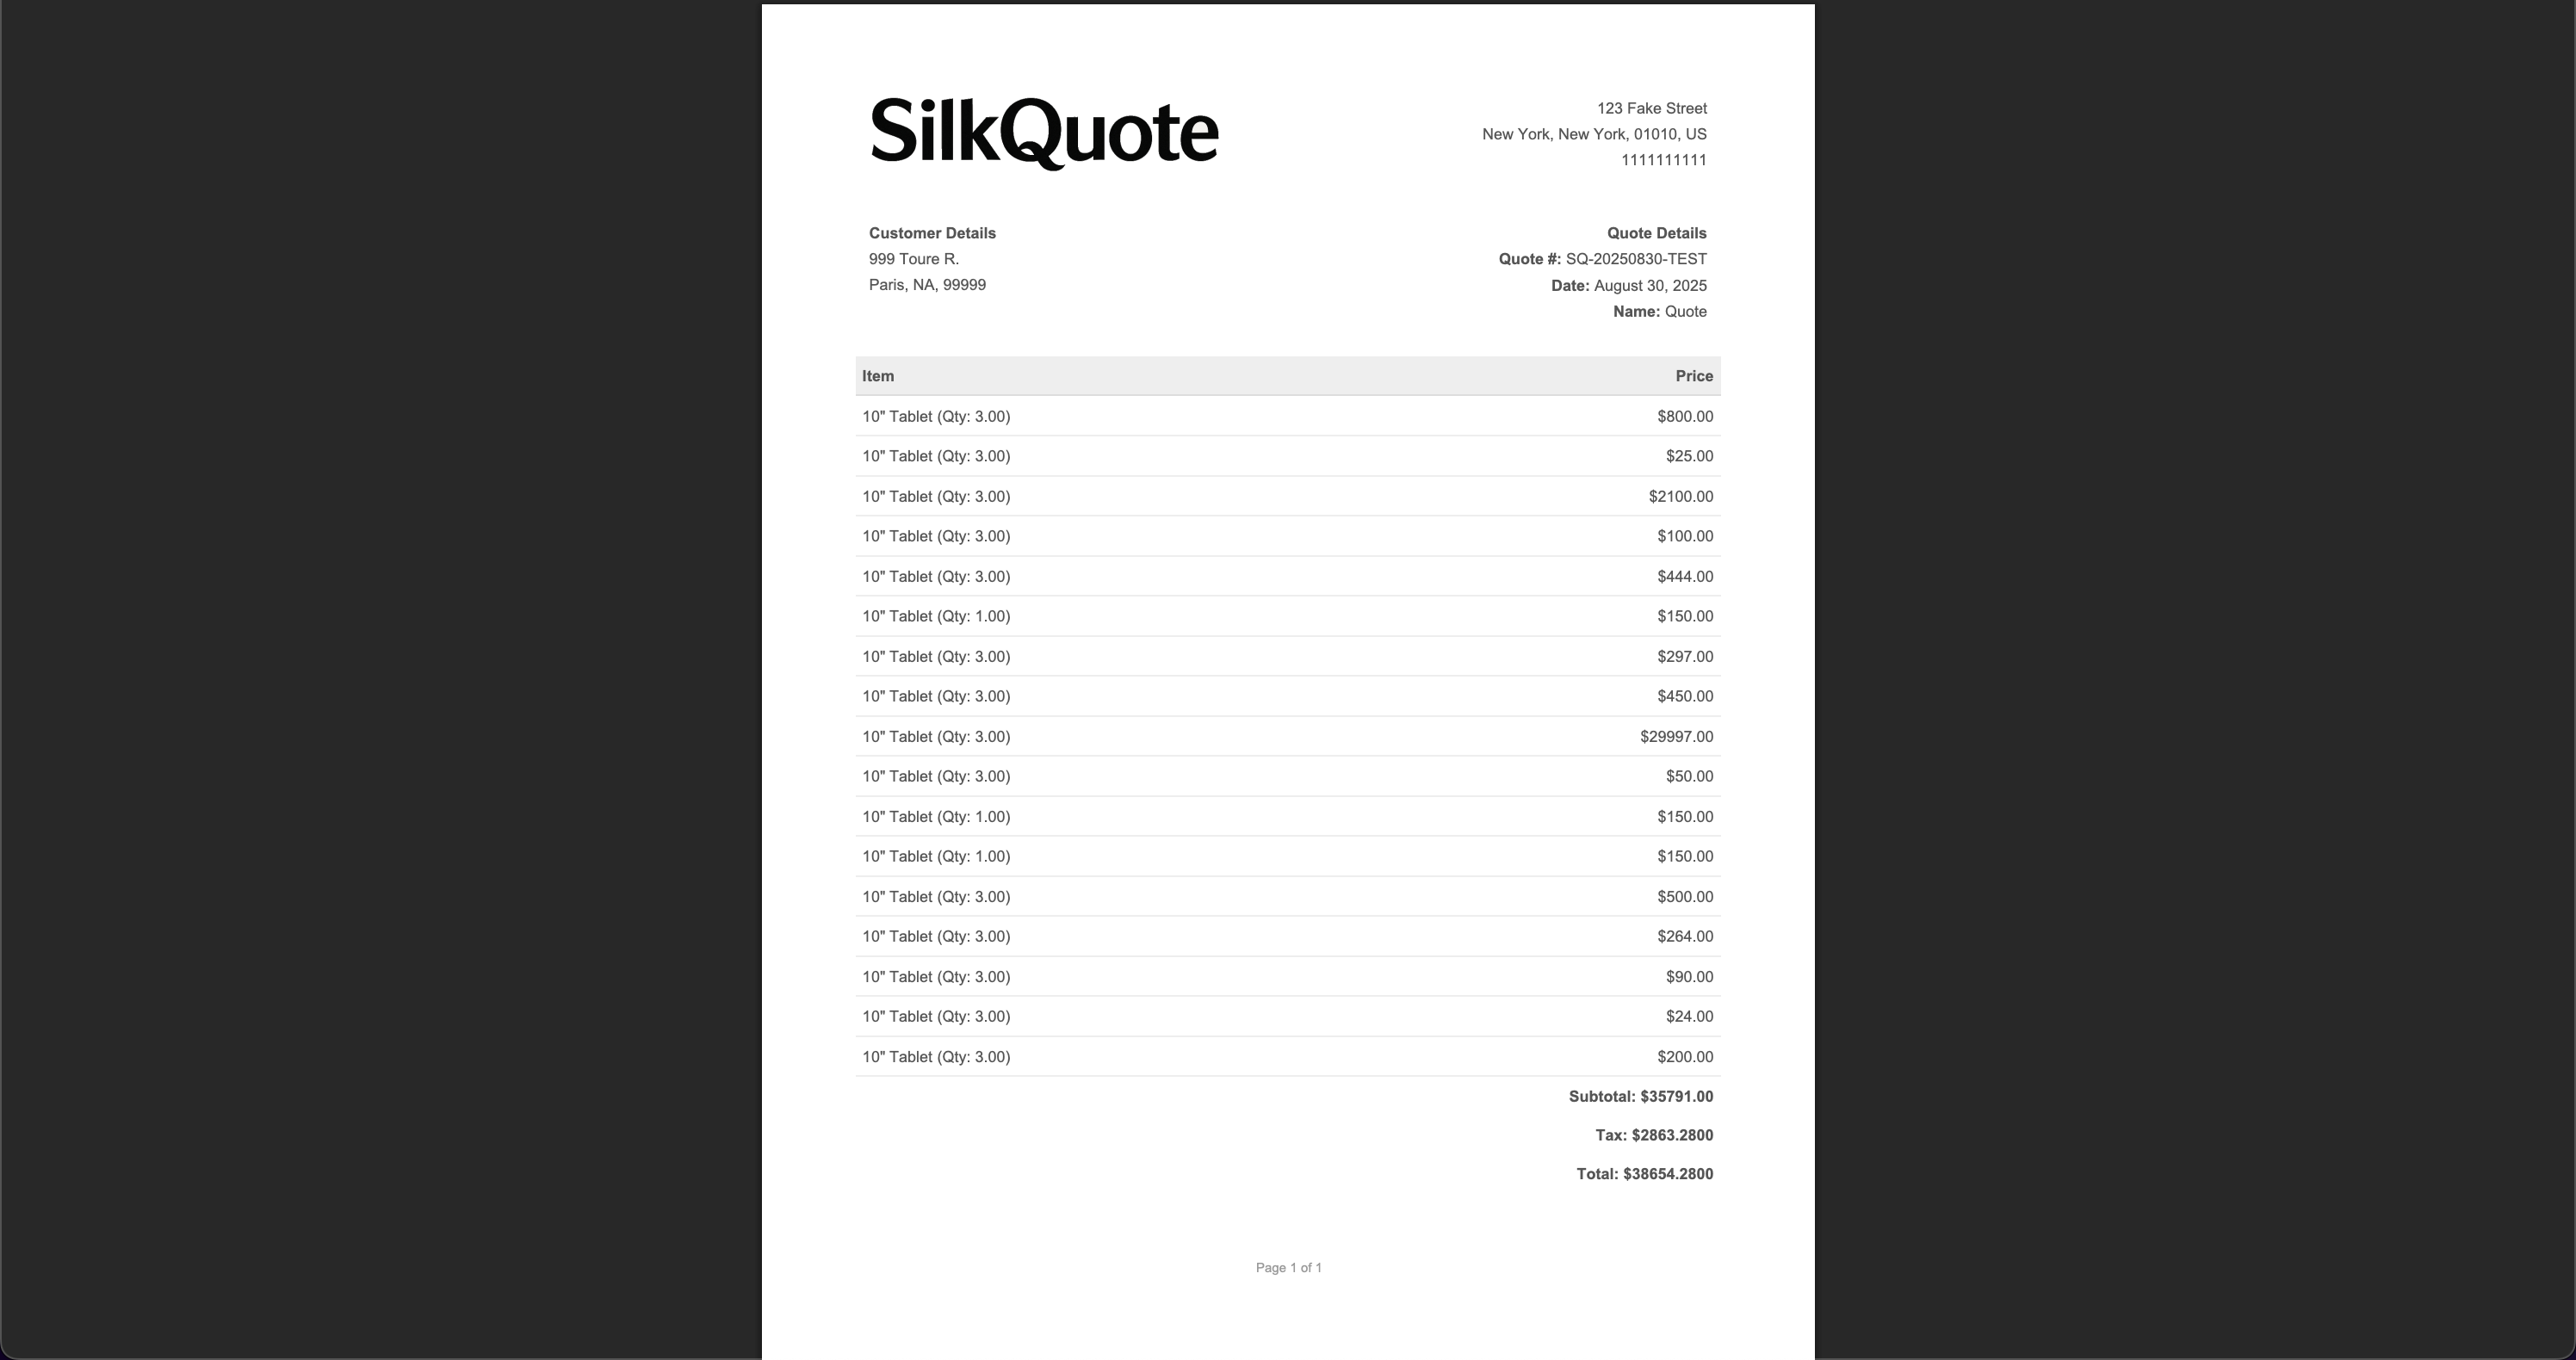 SilkQuote
123 Fake Street
New York, New York, 01010, US
1111111111
Customer Details
999 Toure R.
Paris, NA, 99999
Quote Details
Quote #: SQ-20250830-TEST
Date: August 30, 2025
Name: Quote
Item Price
10" Tablet (Qty: 3.00) $800.00
10" Tablet (Qty: 3.00) $25.00
10" Tablet (Qty: 3.00) $2100.00
10" Tablet (Qty: 3.00) $100.00
10" Tablet (Qty: 3.00) $444.00
10" Tablet (Qty: 1.00) $150.00
10" Tablet (Qty: 3.00) $297.00
10" Tablet (Qty: 3.00) $450.00
10" Tablet (Qty: 3.00) $29997.00
10" Tablet (Qty: 3.00) $50.00
10" Tablet (Qty: 1.00) $150.00
10" Tablet (Qty: 1.00) $150.00
10" Tablet (Qty: 3.00) $500.00
10" Tablet (Qty: 3.00) $264.00
10" Tablet (Qty: 3.00) $90.00
10" Tablet (Qty: 3.00) $24.00
10" Tablet (Qty: 3.00) $200.00
Subtotal: $35791.00
Tax: $2863.2800
Total: $38654.2800
Page 1 of 1